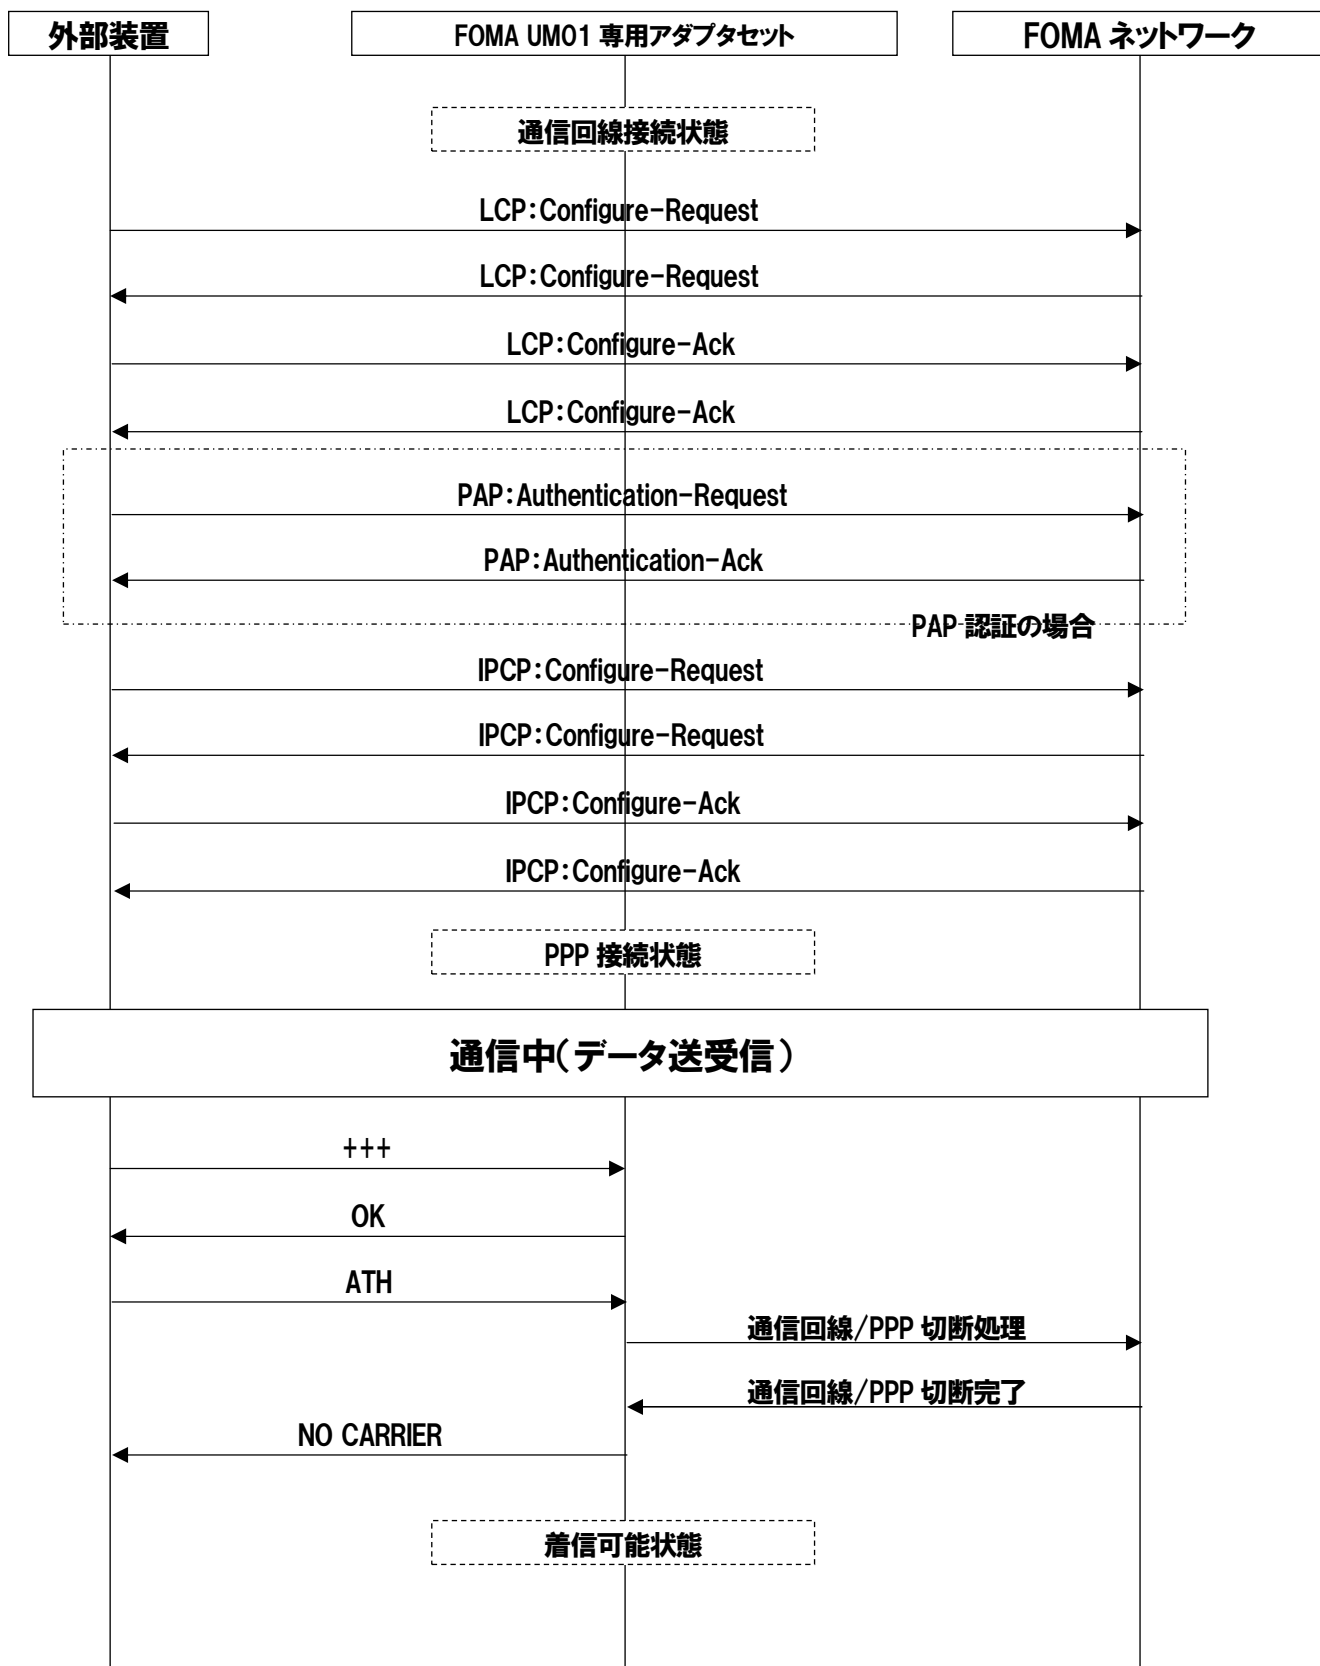 外部装置
FOMA UM01 専用アダプタセット
FOMA ネットワーク
通信回線接続状態
LCP:Configure-Request
LCP:Configure-Request
LCP:Configure-Ack
LCP:Configure-Ack
PAP:Authentication-Request
PAP:Authentication-Ack
PAP 認証の場合
IPCP:Configure-Request
IPCP:Configure-Request
IPCP:Configure-Ack
IPCP:Configure-Ack
PPP 接続状態
通信中(データ送受信)
+++
OK
ATH
通信回線/PPP 切断処理
通信回線/PPP 切断完了
NO CARRIER
着信可能状態